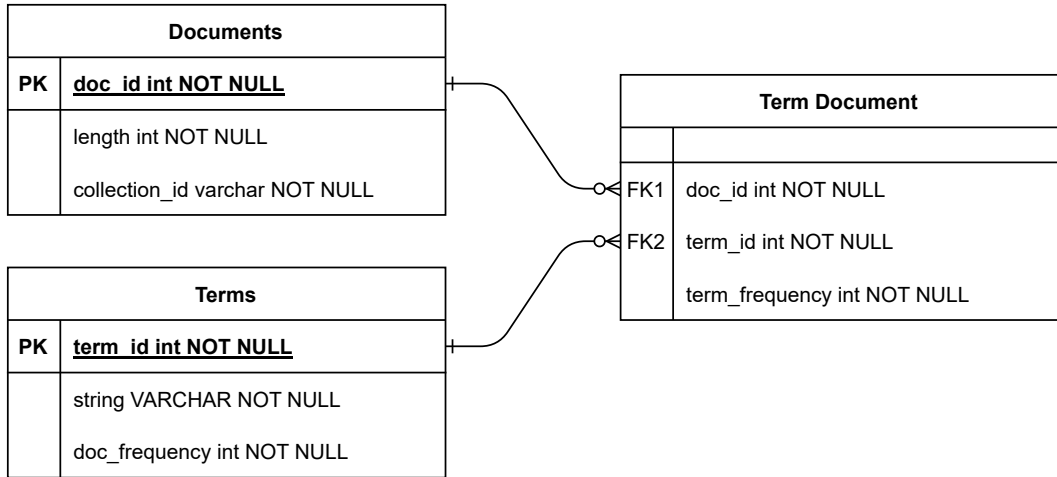 Documents
PK doc_id int NOT NULL
length int NOT NULL
collection_id varchar NOT NULL
Terms
PK term_id int NOT NULL
string VARCHAR NOT NULL
doc_frequency int NOT NULL
Term Document
FK1 doc_id int NOT NULL
FK2 term_id int NOT NULL
term_frequency int NOT NULL